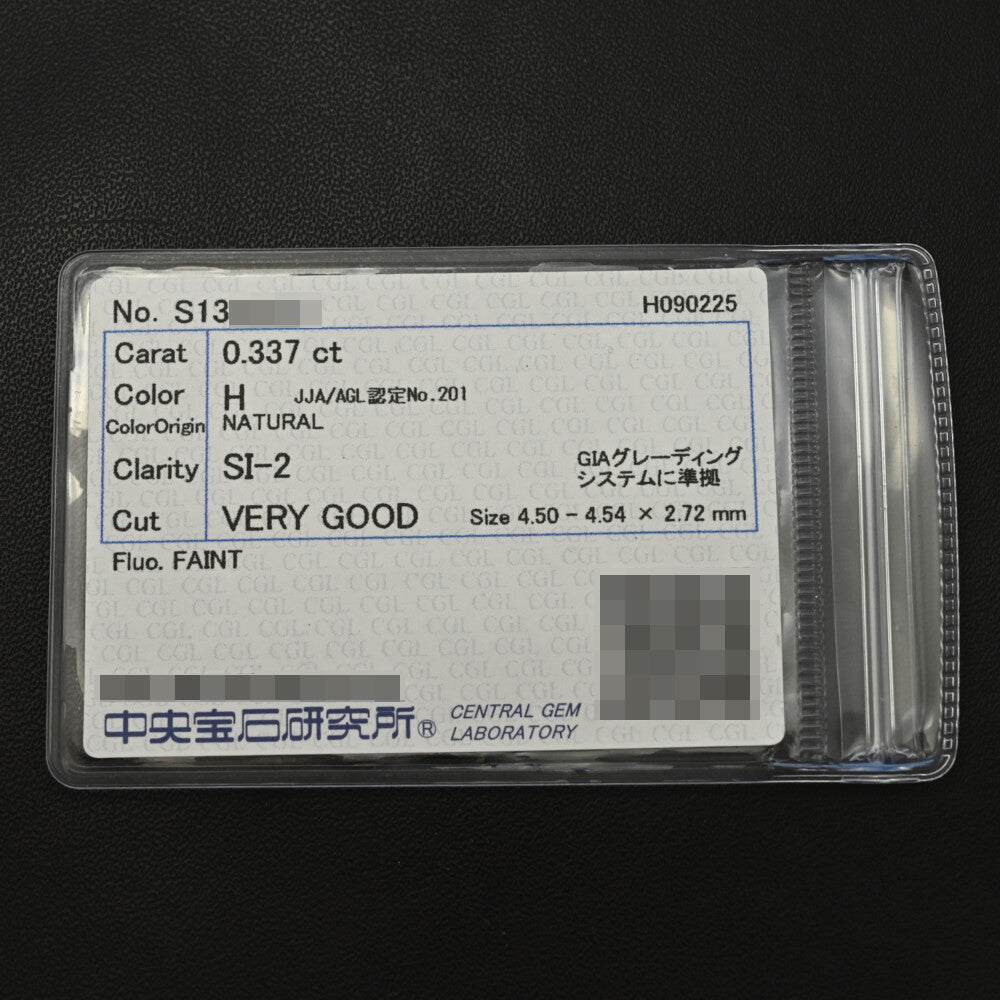 No. S13
H090225
Carat 0.337 ct
Color H JJA/AGL認定No.201
ColorOrigin NATURAL
Clarity SI-2
GIAグレーディング
システムに準拠
Cut VERY GOOD Size 4.50 - 4.54 × 2.72 mm
Fluo. FAINT
中央宝石研究所® CENTRAL GEM
LABORATORY